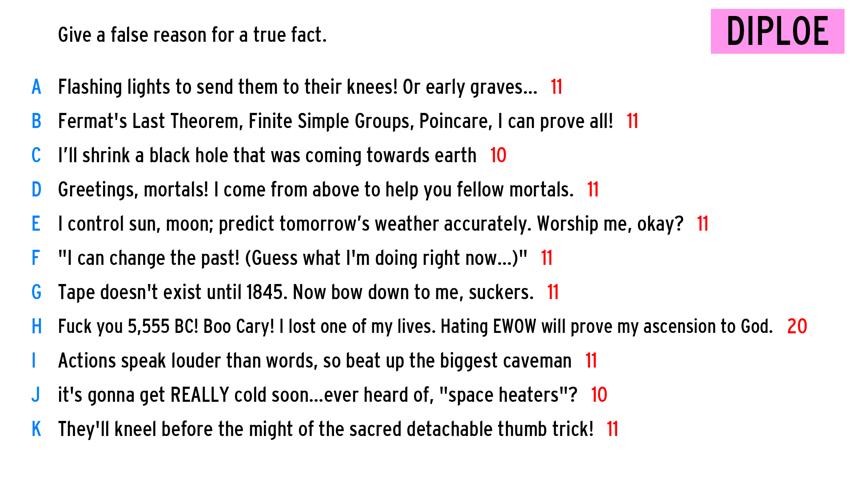 Give a false reason for a true fact.
DIPLOE
A Flashing lights to send them to their knees! Or early graves... 11
B Fermat's Last Theorem, Finite Simple Groups, Poincare, I can prove all! 11
C I’ll shrink a black hole that was coming towards earth 10
D Greetings, mortals! I come from above to help you fellow mortals. 11
E I control sun, moon; predict tomorrow’s weather accurately. Worship me, okay? 11
F "I can change the past! (Guess what I'm doing right now...)" 11
G Tape doesn't exist until 1845. Now bow down to me, suckers. 11
H Fuck you 5,555 BC! Boo Cary! I lost one of my lives. Hating EWOW will prove my ascension to God. 20
I Actions speak louder than words, so beat up the biggest caveman 11
J it's gonna get REALLY cold soon...ever heard of, "space heaters"? 10
K They'll kneel before the might of the sacred detachable thumb trick! 11